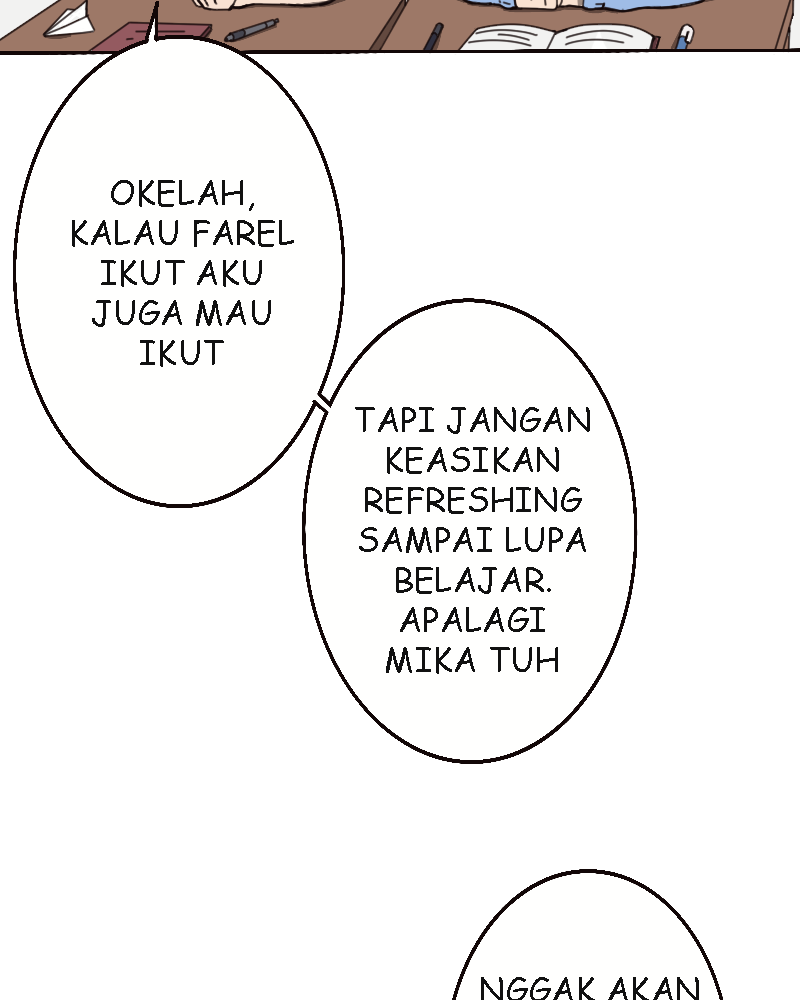 OKELAH,
KALAU FAREL
IKUT AKU
JUGA MAU
IKUT
TAPI JANGAN
KEASIKAN
REFRESHING
SAMPAI LUPA
BELAJAR.
APALAGI
MIKA TUH
NGGAK AKAN